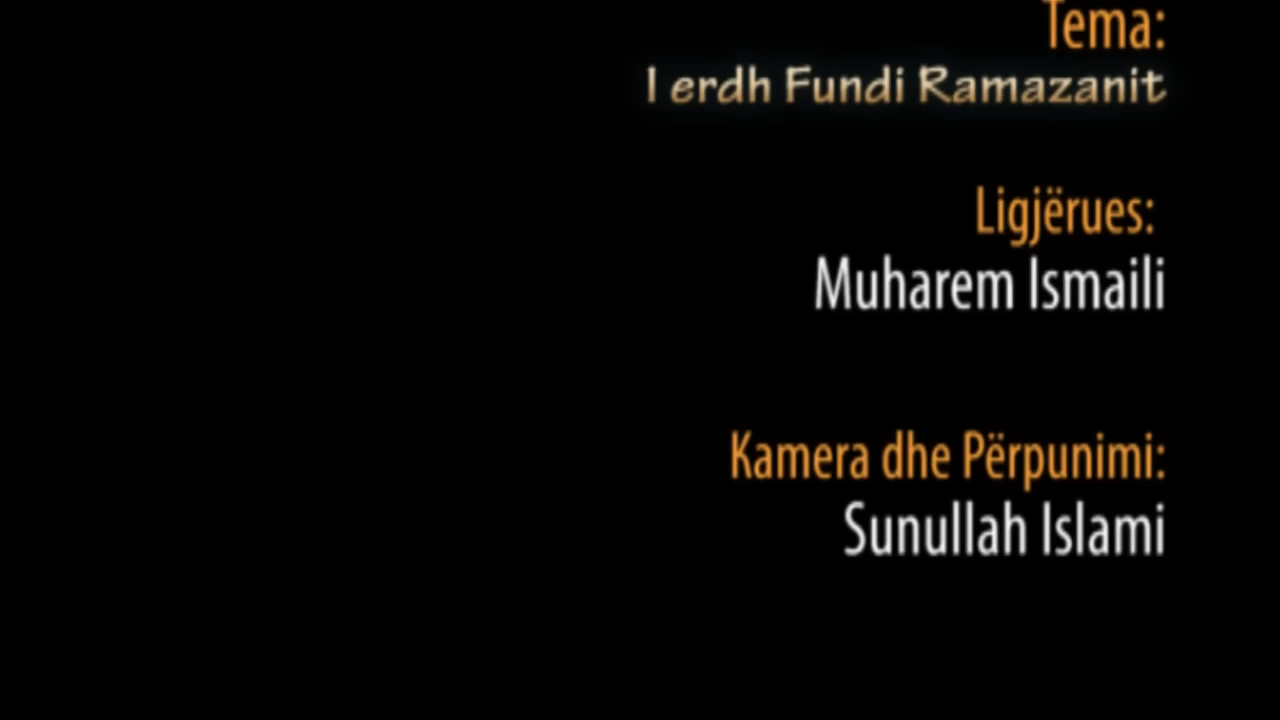 Tema:
I erdh Fundi Ramazanit
Ligjërues:
Muharem Ismaili
Kamera dhe Përpunimi:
Sunullah Islami